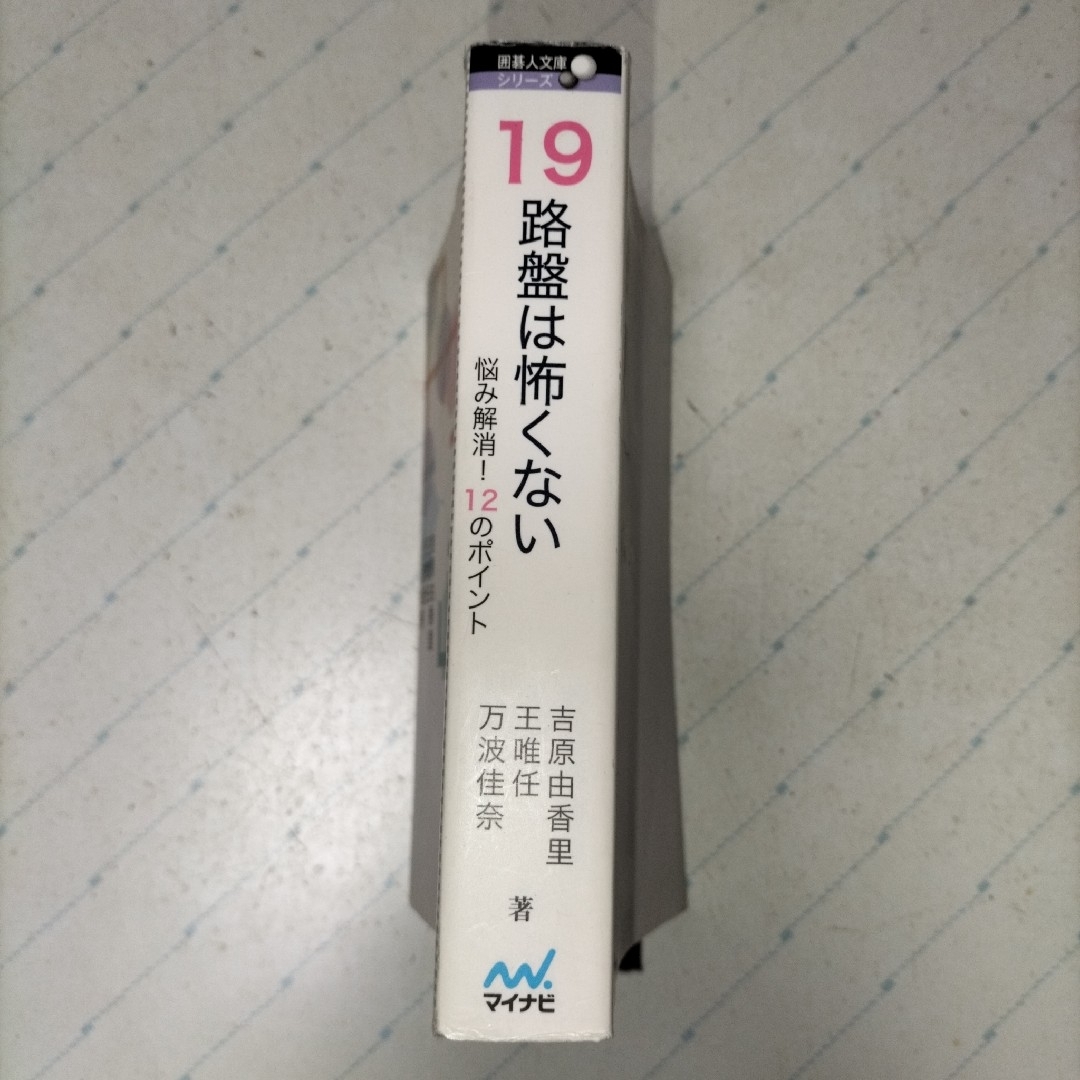 囲碁人文庫
シリーズ
19路盤は怖くない
悩み解消！12のポイント
吉原由香里
王唯任
万波佳奈
著
マイナビ